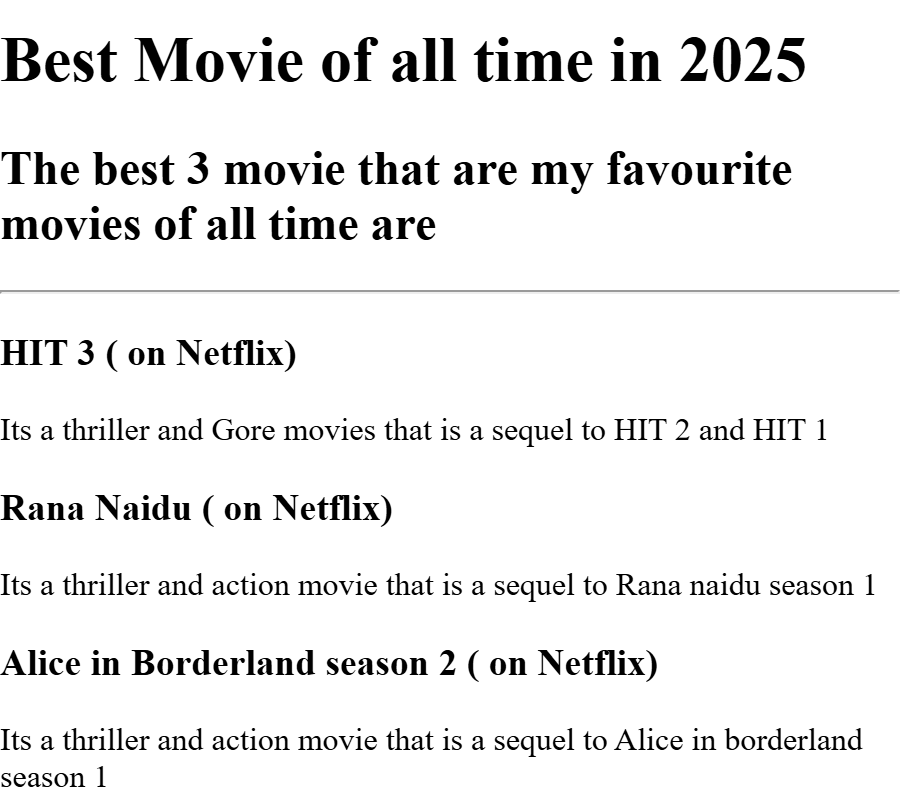 Best Movie of all time in 2025
The best 3 movie that are my favourite
movies of all time are
HIT 3 ( on Netflix)
Its a thriller and Gore movies that is a sequel to HIT 2 and HIT 1
Rana Naidu ( on Netflix)
Its a thriller and action movie that is a sequel to Rana naidu season 1
Alice in Borderland season 2 ( on Netflix)
Its a thriller and action movie that is a sequel to Alice in borderland
season 1